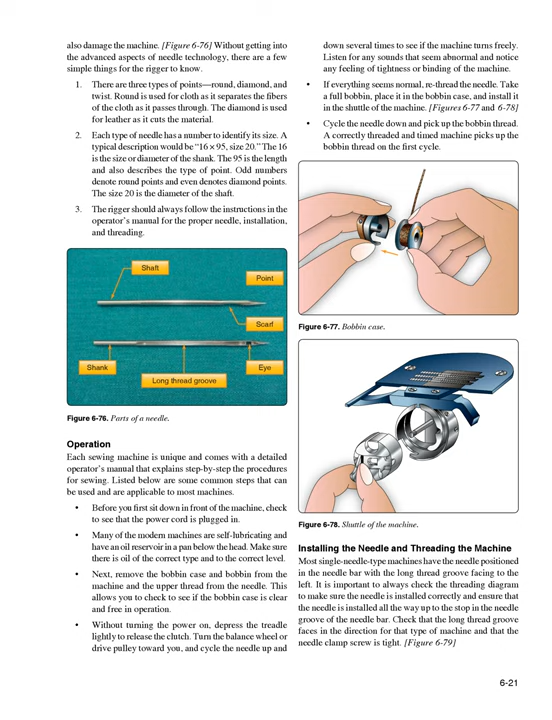 also damage the machine. [Figure 6-76] Without getting into
the advanced aspects of needle technology, there are a few
simple things for the rigger to know.
1. There are three types of points—round, diamond, and
twist. Round is used for cloth as it separates the fibers
of the cloth as it passes through. The diamond is used
for leather as it cuts the material.
2. Each type of needle has a number to identify its size. A
typical description would be “16 × 95, size 20.” The 16
is the size or diameter of the shank. The 95 is the length
and also describes the type of point. Odd numbers
denote round points and even denotes diamond points.
The size 20 is the diameter of the shaft.
3. The rigger should always follow the instructions in the
operator’s manual for the proper needle, installation,
and threading.
Shaft
Point
Scarf
Shank
Eye
Long thread groove
Figure 6-76. Parts of a needle.
Operation
Each sewing machine is unique and comes with a detailed
operator’s manual that explains step-by-step the procedures
for sewing. Listed below are some common steps that can
be used and are applicable to most machines.
• Before you first sit down in front of the machine, check
to see that the power cord is plugged in.
• Many of the modern machines are self-lubricating and
have an oil reservoir in a pan below the head. Make sure
there is oil of the correct type and to the correct level.
• Next, remove the bobbin case and bobbin from the
machine and the upper thread from the needle. This
allows you to check to see if the bobbin case is clear
and free in operation.
• Without turning the power on, depress the treadle
lightly to release the clutch. Turn the balance wheel or
drive pulley toward you, and cycle the needle up and
down several times to see if the machine turns freely.
Listen for any sounds that seem abnormal and notice
any feeling of tightness or binding of the machine.
• If everything seems normal, re-thread the needle. Take
a full bobbin, place it in the bobbin case, and install it
in the shuttle of the machine. [Figures 6-77 and 6-78]
• Cycle the needle down and pick up the bobbin thread.
A correctly threaded and timed machine picks up the
bobbin thread on the first cycle.
Figure 6-77. Bobbin case.
Figure 6-78. Shuttle of the machine.
Installing the Needle and Threading the Machine
Most single-needle-type machines have the needle positioned
in the needle bar with the long thread groove facing to the
left. It is important to always check the threading diagram
to make sure the needle is installed correctly and ensure that
the needle is installed all the way up to the stop in the needle
groove of the needle bar. Check that the long thread groove
faces in the direction for that type of machine and that the
needle clamp screw is tight. [Figure 6-79]
6-21